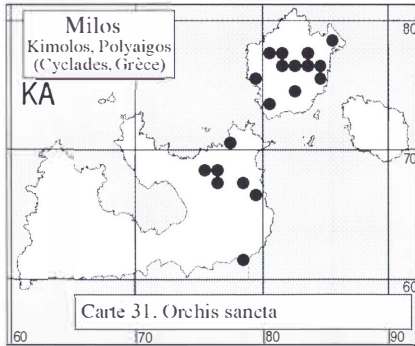 Milos
Kimolos, Polyaigos
(Cyclades, Grèce)
KA
80
70
60
Carte 31. Orchis sancta
60
70
80
90